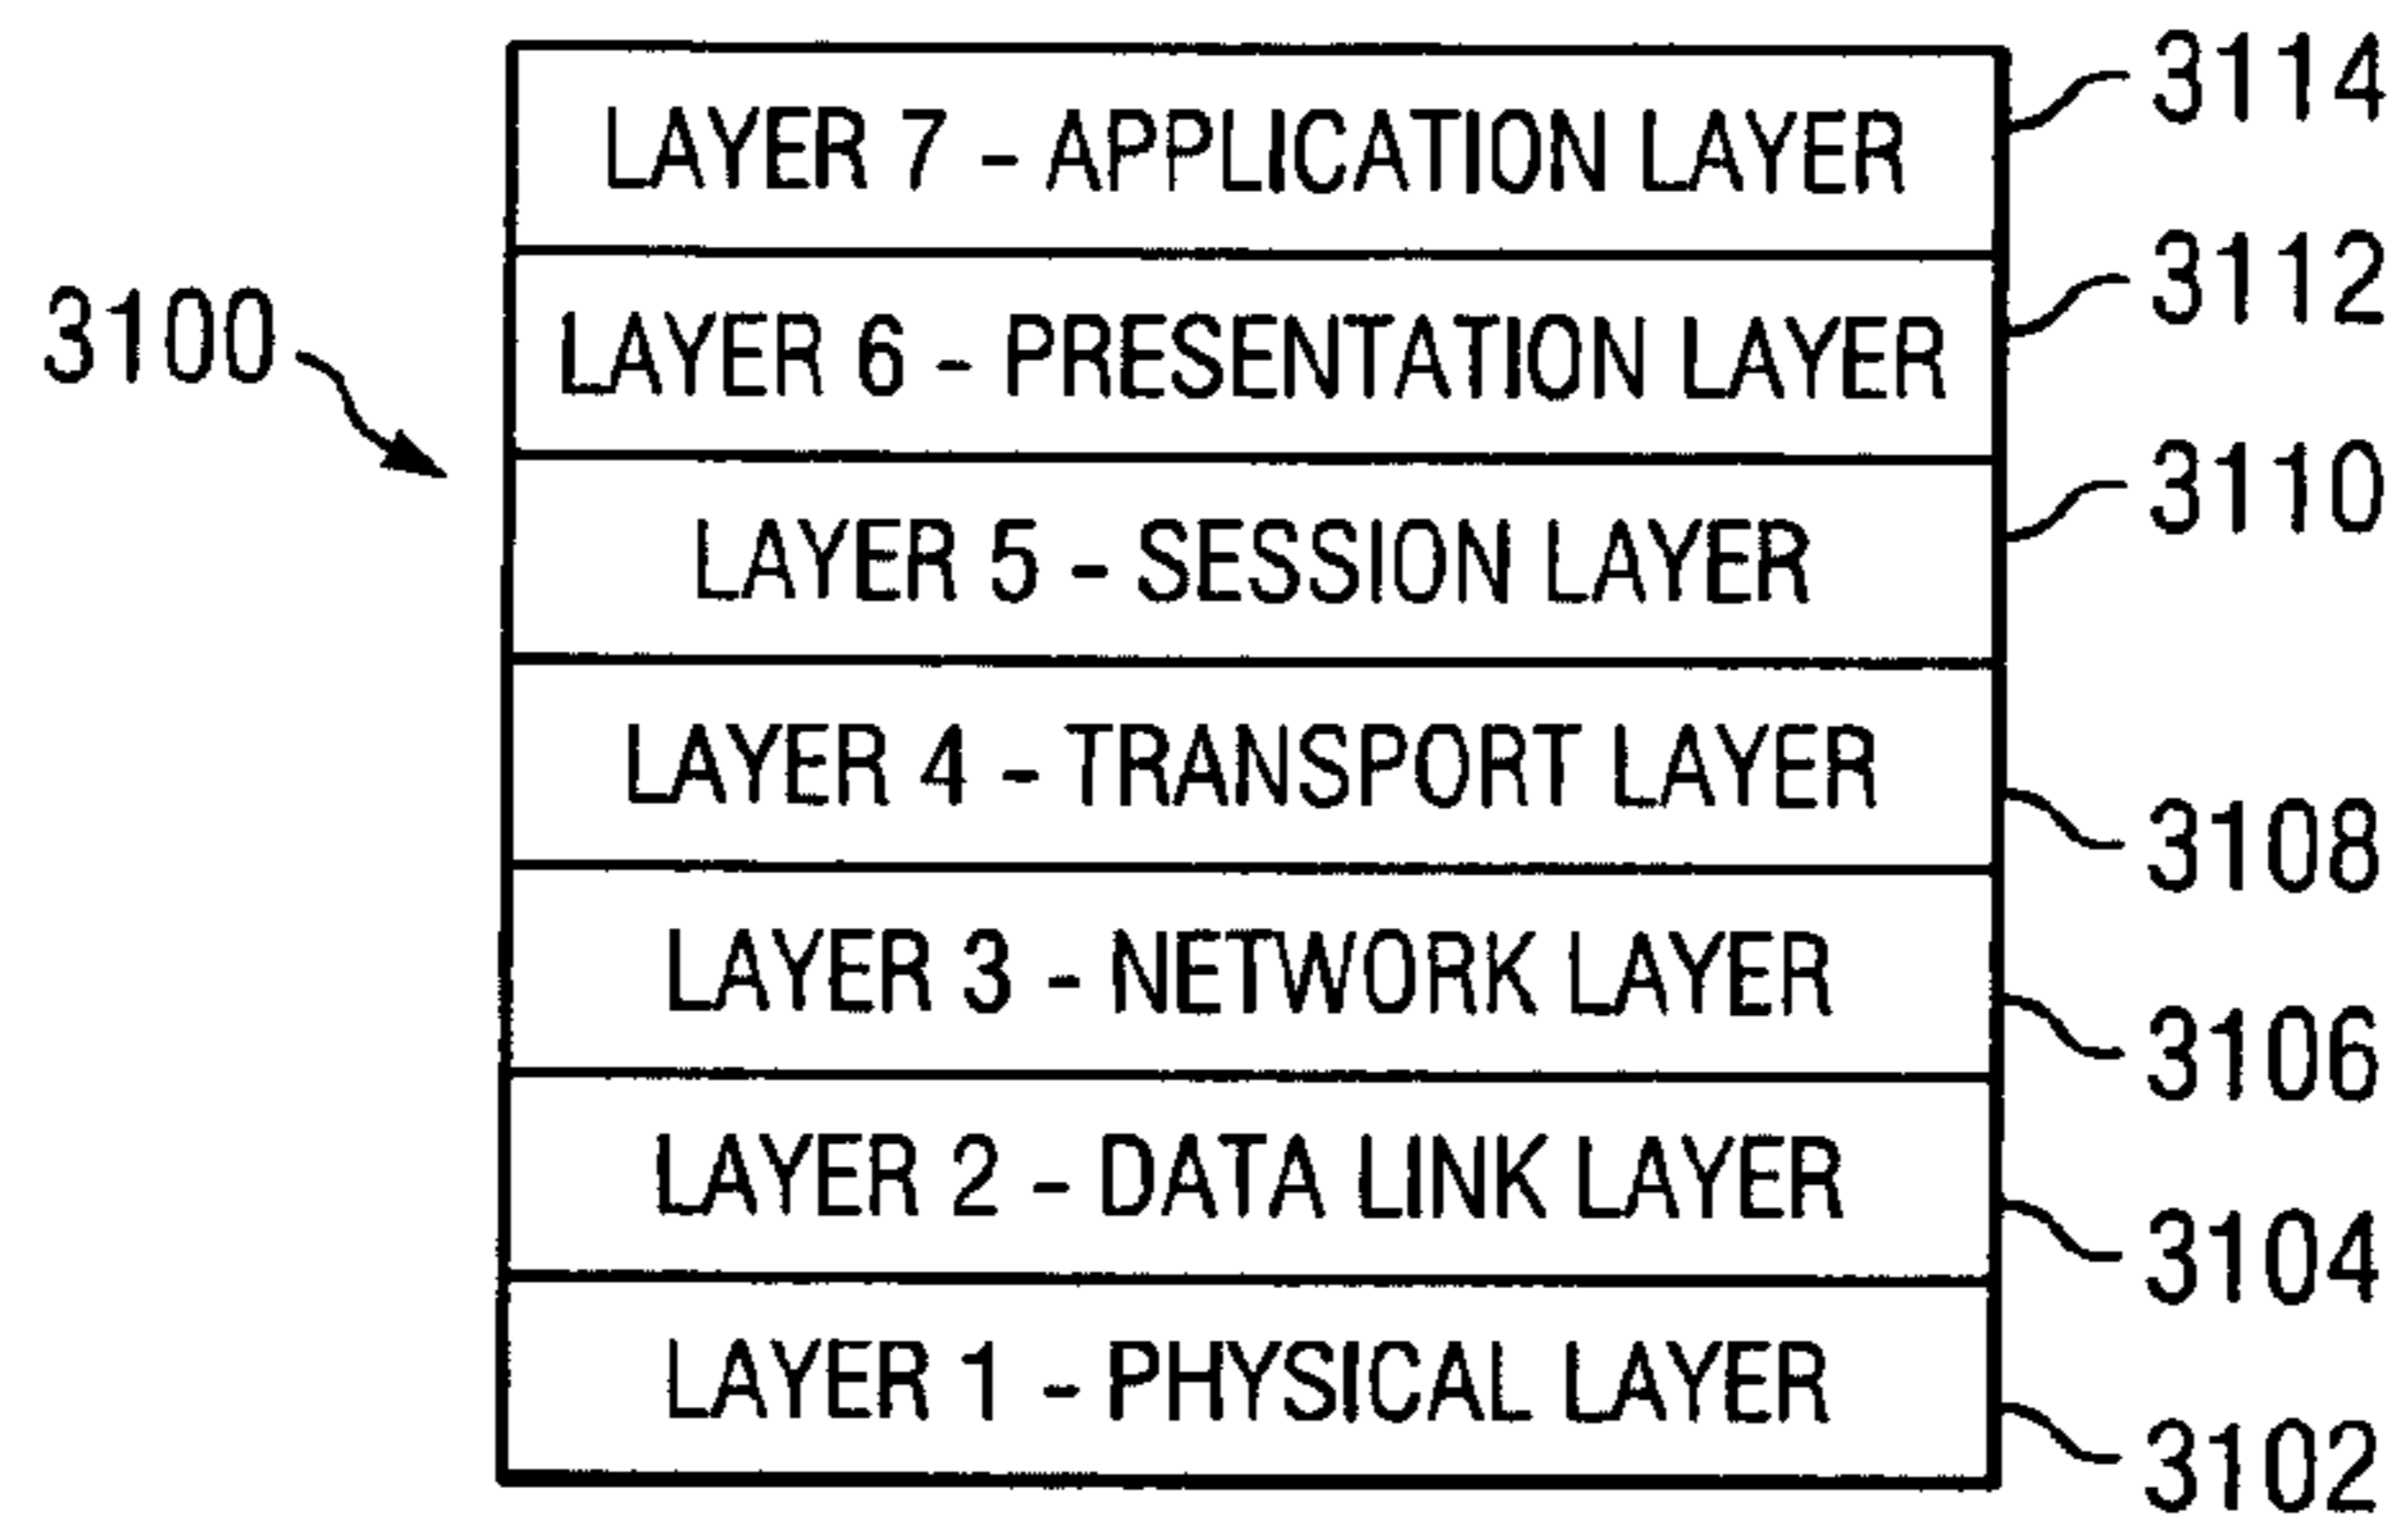 LAYER 7 - APPLICATION LAYER
3114
LAYER 6 - PRESENTATION LAYER
3112
3100
LAYER 5 - SESSION LAYER
3110
LAYER 4 - TRANSPORT LAYER
3108
LAYER 3 - NETWORK LAYER
3106
LAYER 2 - DATA LINK LAYER
3104
LAYER 1 - PHYSICAL LAYER
3102